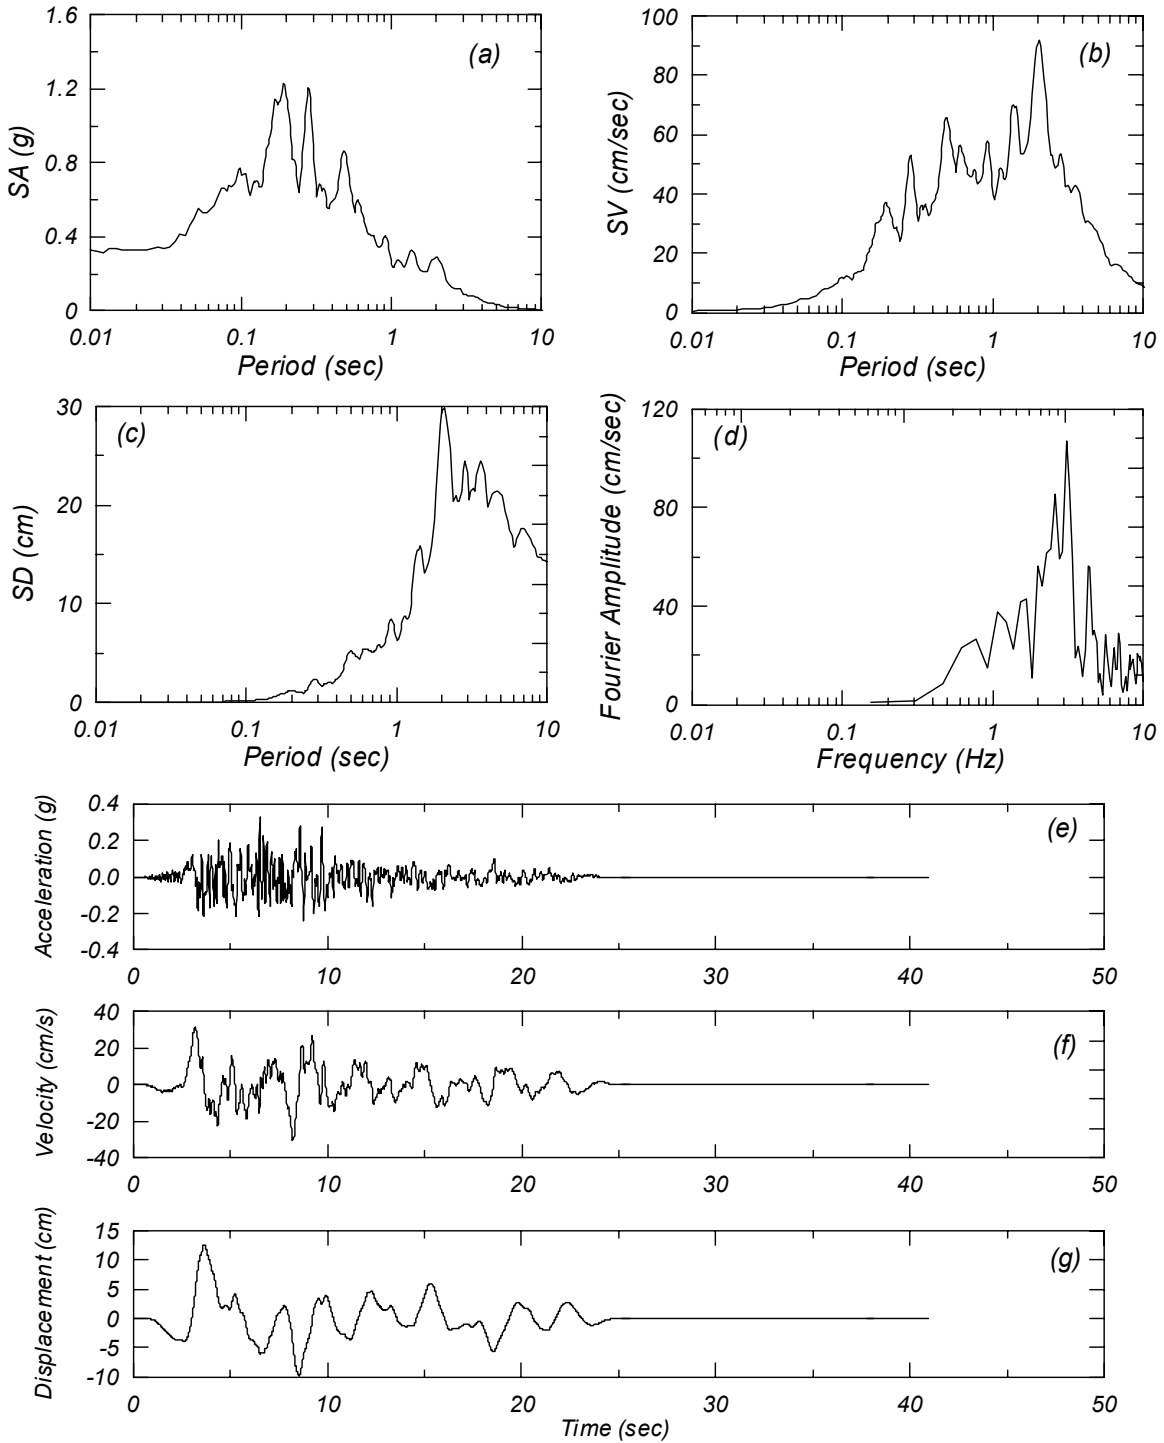 1.6
1.2
0.8
0.4
0
SA (g)
(a)
0.01 0.1 1 10
Period (sec)
100
80
60
40
20
0
SV (cm/sec)
(b)
0.01 0.1 1 10
Period (sec)
30
20
10
0
SD (cm)
(c)
0.01 0.1 1 10
Period (sec)
120
80
40
0
Fourier Amplitude (cm/sec)
(d)
0.01 0.1 1 10
Frequency (Hz)
0.4
0.2
0.0
-0.2
-0.4
Acceleration (g)
(e)
0 10 20 30 40 50
40
20
0
-20
-40
Velocity (cm/s)
(f)
0 10 20 30 40 50
15
10
5
0
-5
-10
Displacement (cm)
(g)
0 10 20 30 40 50
Time (sec)